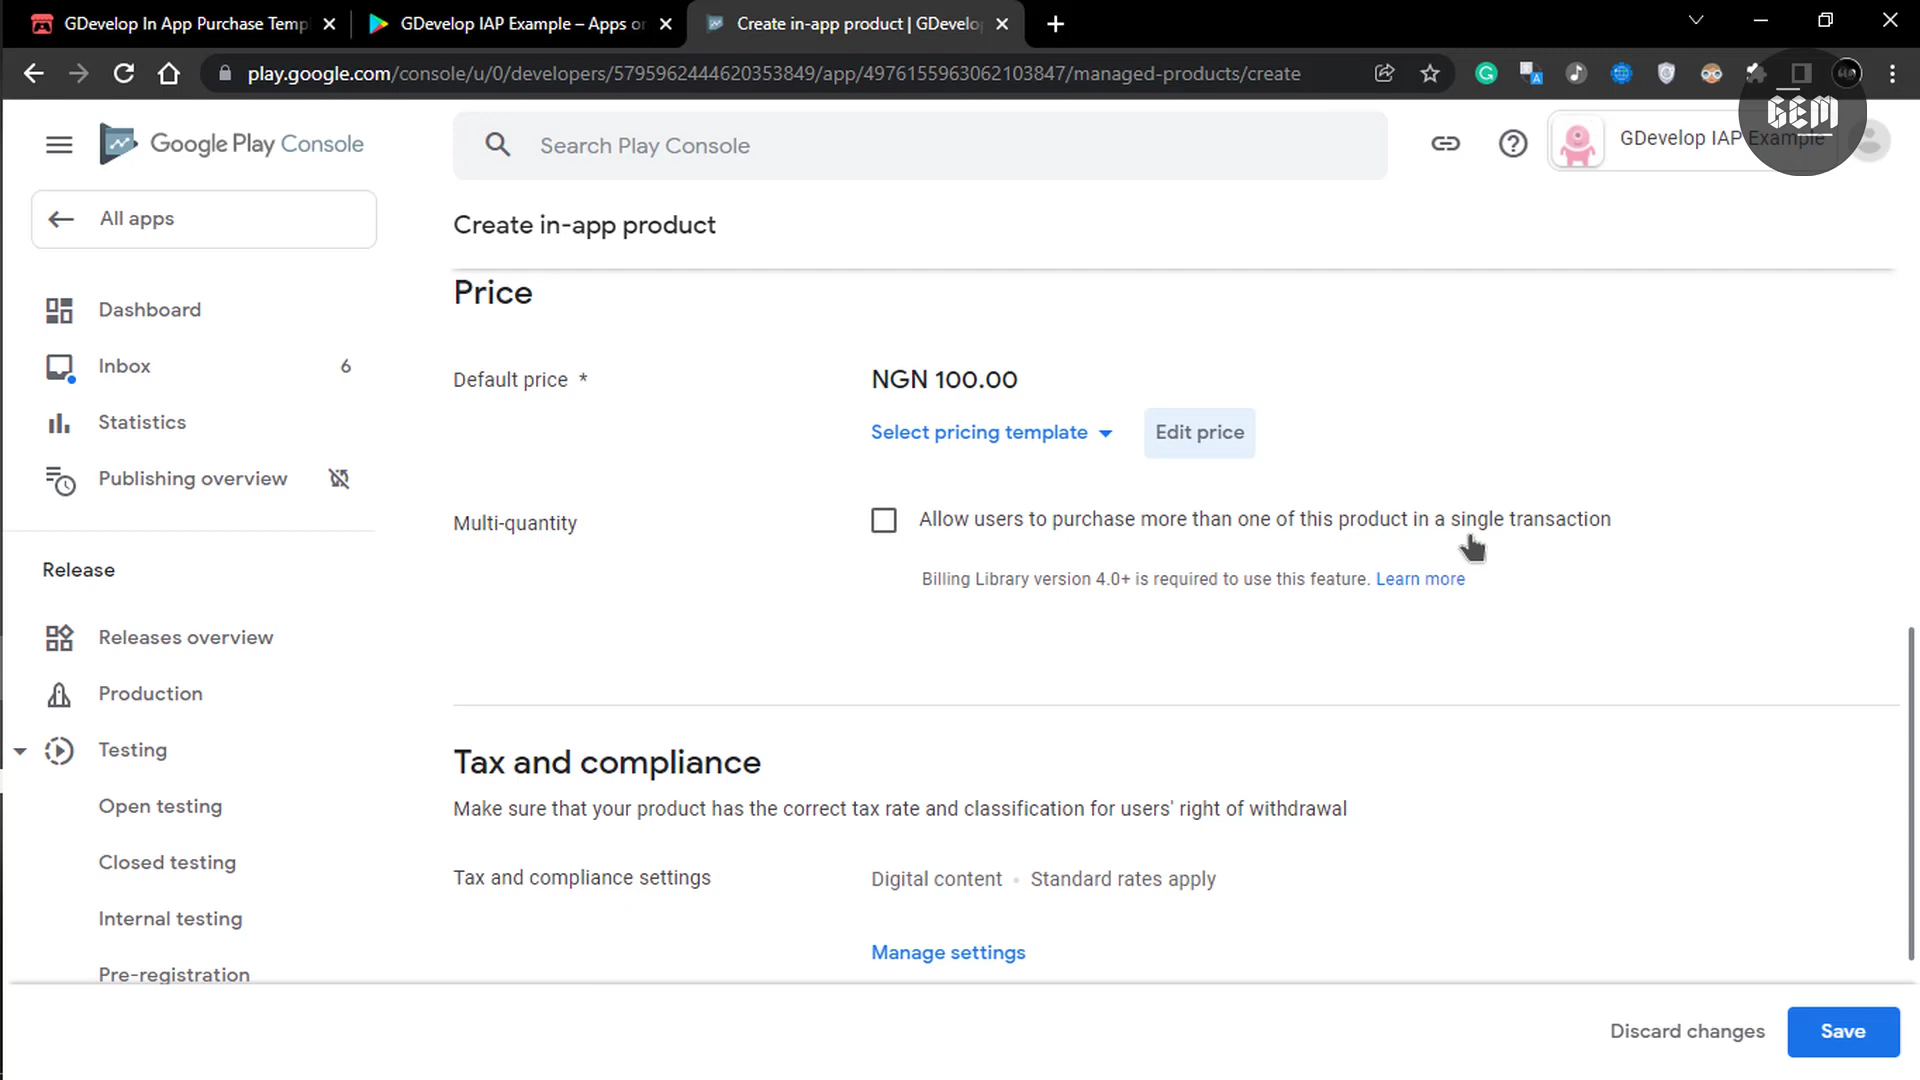 GDevelop In App Purchase Temp
GDevelop IAP Example – Apps o
Create in-app product | GDevelo
play.google.com/console/u/0/developers/5795962444620353849/app/4976155963062103847/managed-products/create
Google Play Console
Search Play Console
GDevelop IAP Example
GEM
All apps
Create in-app product
Dashboard
Inbox 6
Statistics
Publishing overview
Release
Releases overview
Production
Testing
Open testing
Closed testing
Internal testing
Pre-registration
Price
Default price *
NGN 100.00
Select pricing template
Edit price
Multi-quantity
Allow users to purchase more than one of this product in a single transaction
Billing Library version 4.0+ is required to use this feature. Learn more
Tax and compliance
Make sure that your product has the correct tax rate and classification for users' right of withdrawal
Tax and compliance settings
Digital content • Standard rates apply
Manage settings
Discard changes
Save